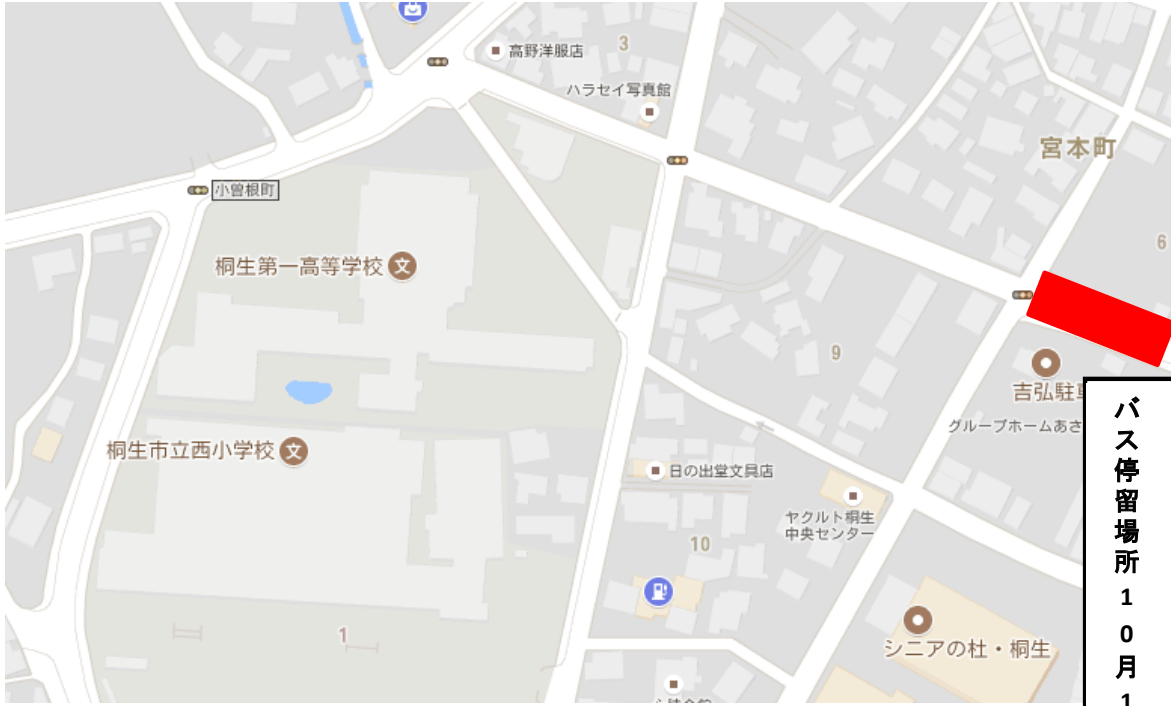 高野洋服店
3
ハラセイ写真館
宮本町
小曽根町
6
桐生第一高等学校
文
9
吉弘駐
グループホームあさ
桐生市立西小学校
文
日の出堂文具店
ヤクルト桐生
中央センター
10
1
シニアの杜・桐生
バス停留場所10月1